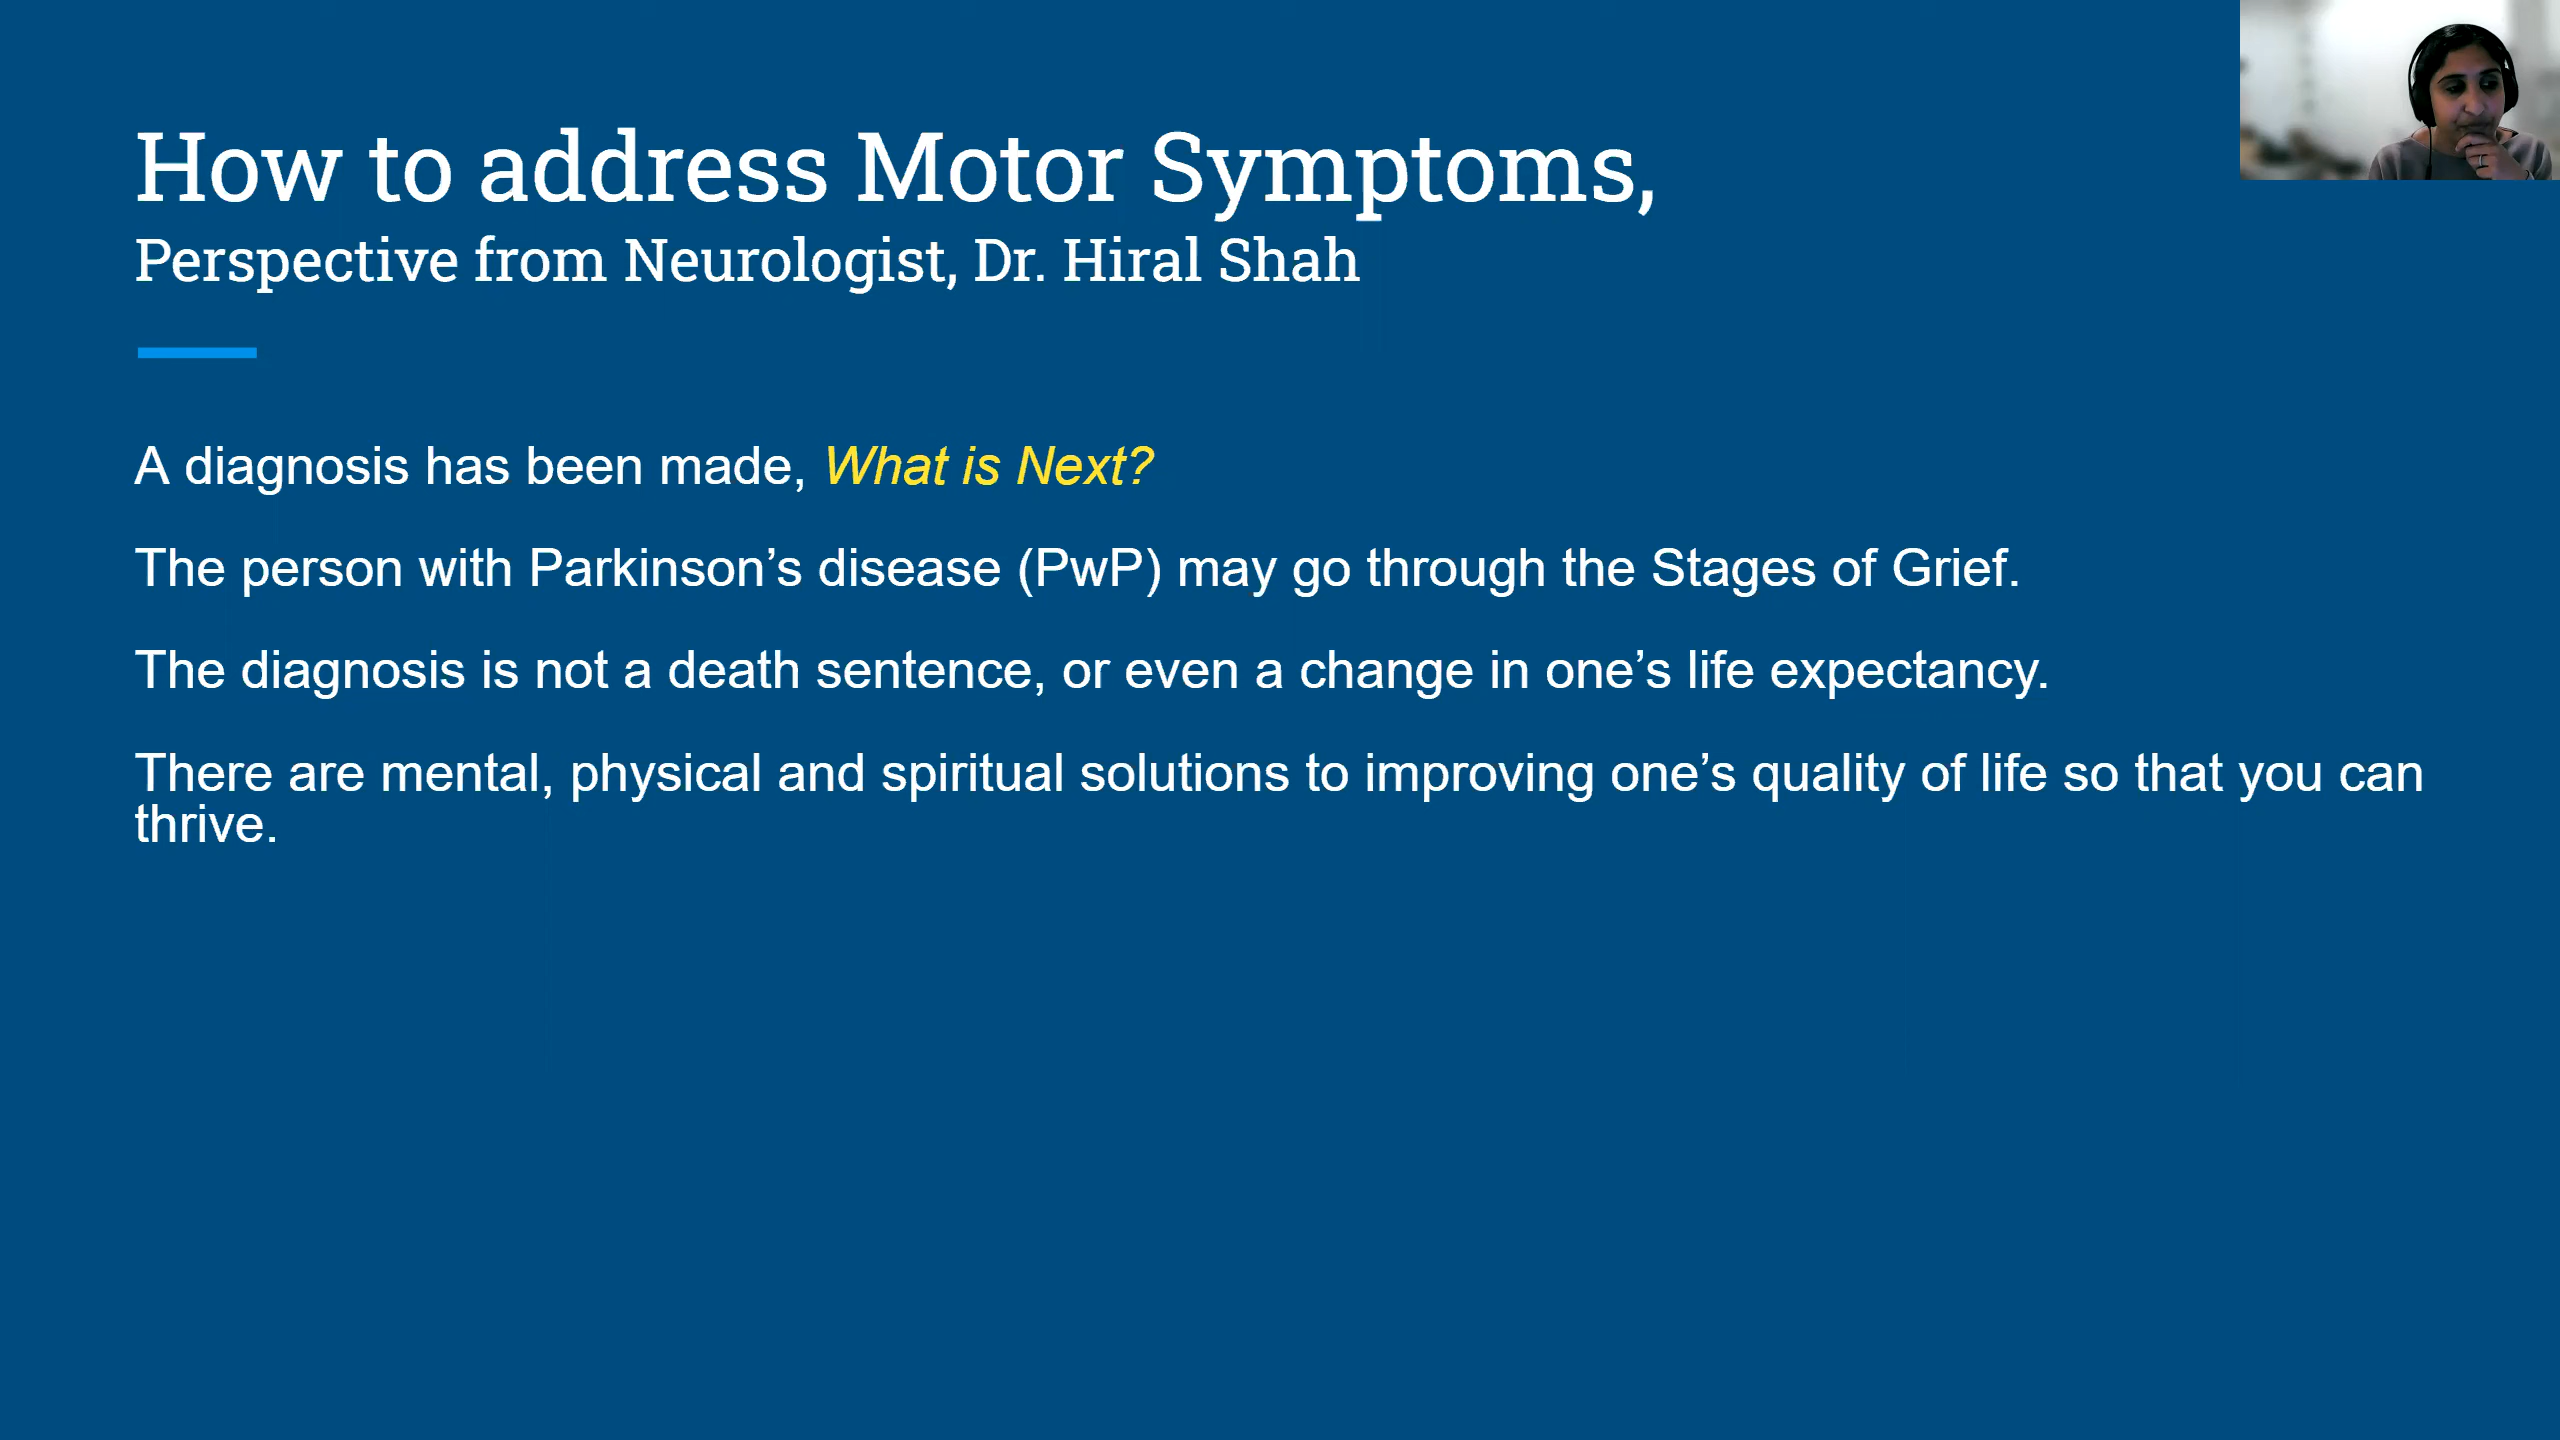 How to address Motor Symptoms,
Perspective from Neurologist, Dr. Hiral Shah
A diagnosis has been made, What is Next?
The person with Parkinson’s disease (PwP) may go through the Stages of Grief.
The diagnosis is not a death sentence, or even a change in one’s life expectancy.
There are mental, physical and spiritual solutions to improving one’s quality of life so that you can
thrive.